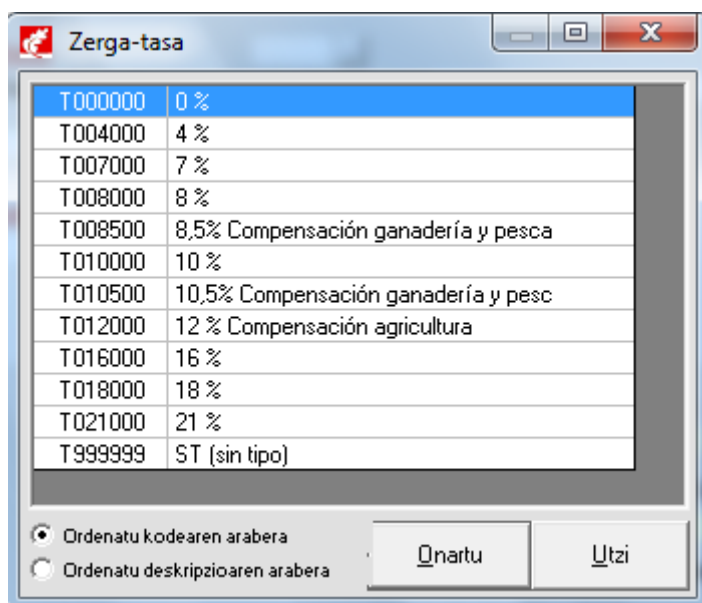 Zerga-tasa
T000000 0 %
T004000 4 %
T007000 7 %
T008000 8 %
T008500 8,5% Compensación ganadería y pesca
T010000 10 %
T010500 10,5% Compensación ganadería y pesc
T012000 12 % Compensación agricultura
T016000 16 %
T018000 18 %
T021000 21 %
T999999 ST (sin tipo)
Ordenatu kodearen arabera
Ordenatu deskripzioaren arabera
Onartu
Utzi